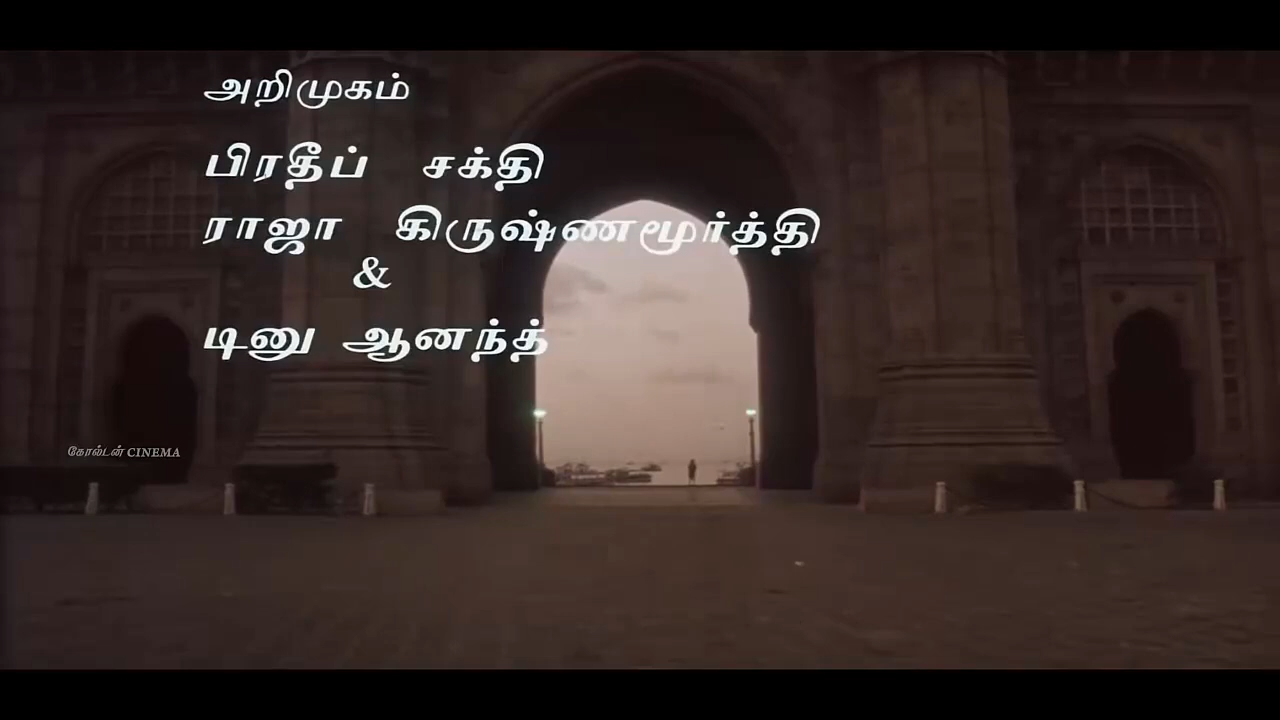 அறிமுகம்
பிரதீப் சக்தி
ராஜா கிருஷ்ணமூர்த்தி
&
டினு ஆனந்த்
கோல்டன் CINEMA